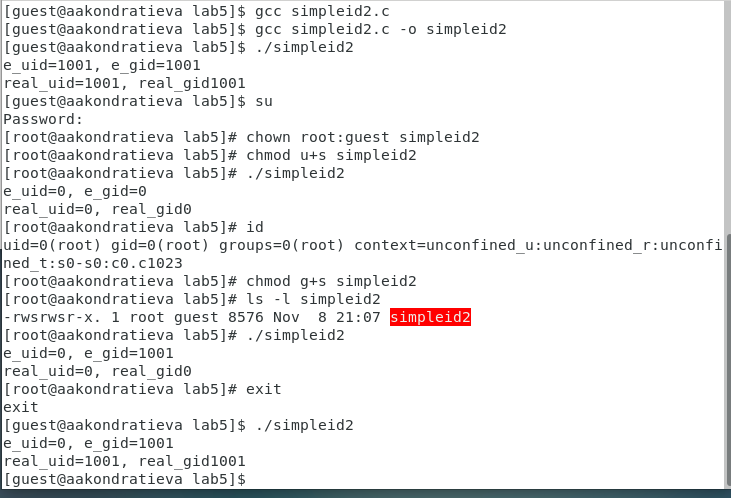 [guest@aakondratieva lab5]$ gcc simpleid2.c
[guest@aakondratieva lab5]$ gcc simpleid2.c -o simpleid2
[guest@aakondratieva lab5]$ ./simpleid2
e_uid=1001, e_gid=1001
real_uid=1001, real_gid1001
[guest@aakondratieva lab5]$ su
Password:
[root@aakondratieva lab5]# chown root:guest simpleid2
[root@aakondratieva lab5]# chmod u+s simpleid2
[root@aakondratieva lab5]# ./simpleid2
e_uid=0, e_gid=0
real_uid=0, real_gid0
[root@aakondratieva lab5]# id
uid=0(root) gid=0(root) groups=0(root) context=unconfined_u:unconfined_r:unconfi
ned_t:s0-s0:c0.c1023
[root@aakondratieva lab5]# chmod g+s simpleid2
[root@aakondratieva lab5]# ls -l simpleid2
-rwsrwsr-x. 1 root guest 8576 Nov  8 21:07 simpleid2
[root@aakondratieva lab5]# ./simpleid2
e_uid=0, e_gid=1001
real_uid=0, real_gid0
[root@aakondratieva lab5]# exit
exit
[guest@aakondratieva lab5]$ ./simpleid2
e_uid=0, e_gid=1001
real_uid=1001, real_gid1001
[guest@aakondratieva lab5]$